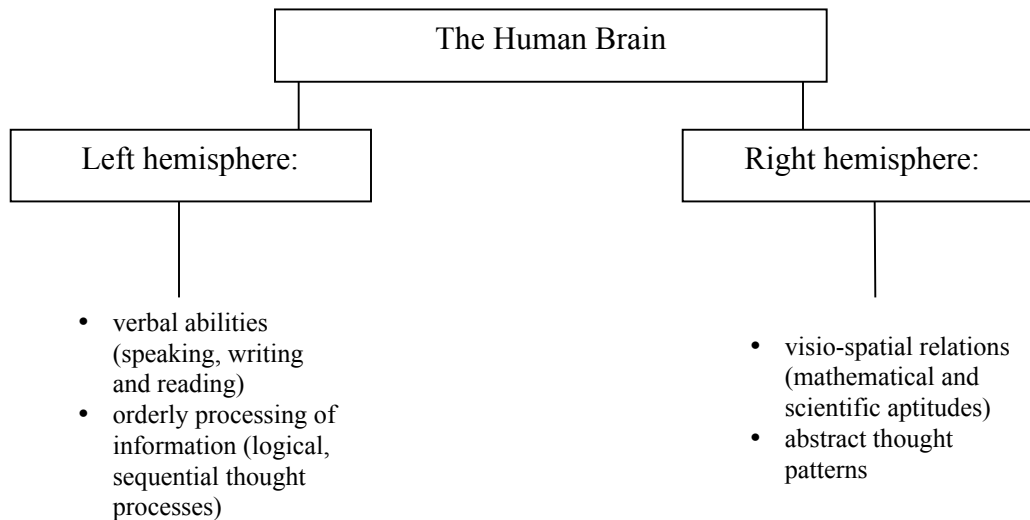 The Human Brain
Left hemisphere:
Right hemisphere:
• verbal abilities
(speaking, writing
and reading)
• orderly processing of
information (logical,
sequential thought
processes)
• visio-spatial relations
(mathematical and
scientific aptitudes)
• abstract thought
patterns